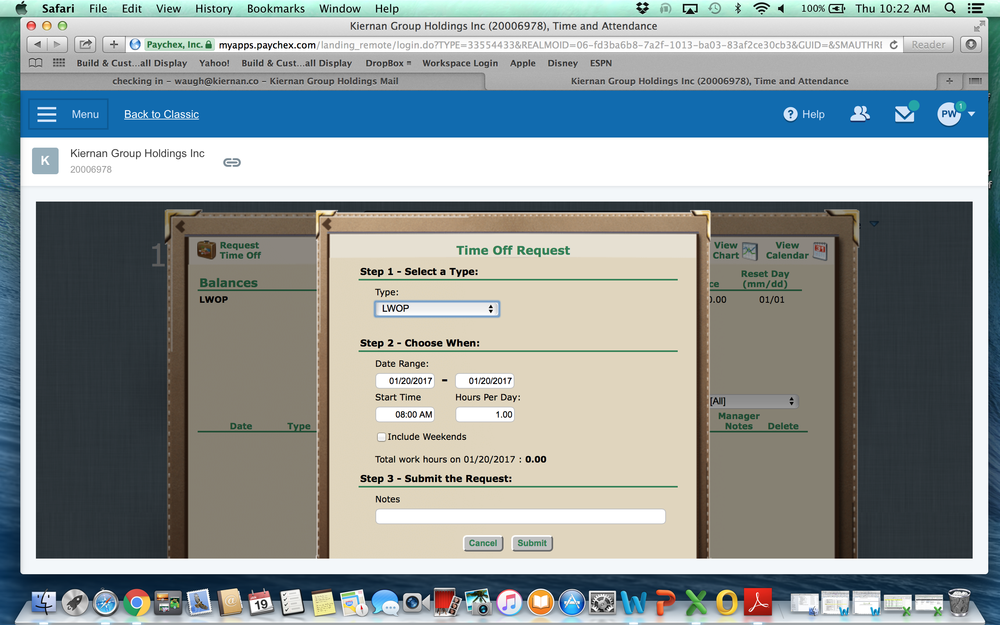 Safari File Edit View History Bookmarks Window Help 100% Thu 10:22 AM
Kiernan Group Holdings Inc (20006978), Time and Attendance
Paychex, Inc. myapps.paychex.com/landing_remote/login.do?TYPE=33554433&REALMOID=06-fd3ba6b8-7a2f-1013-ba03-83af2ce30cb3&GUID=&SMAUTHRE Reader
Build & Cust...all Display Yahoo! Build & Cust...all Display DropBox Workspace Login Apple Disney ESPN
checking in – waugh@kiernan.co – Kiernan Group Holdings Mail Kiernan Group Holdings Inc (20006978), Time and Attendance
Menu Back to Classic Help PW 1
K Kiernan Group Holdings Inc
20006978
1
Request
Time Off
Balances
LWOP
Date Type
Time Off Request
Step 1 - Select a Type:
Type:
LWOP
Step 2 - Choose When:
Date Range:
01/20/2017 - 01/20/2017
Start Time Hours Per Day:
08:00 AM 1.00
Include Weekends
Total work hours on 01/20/2017 : 0.00
Step 3 - Submit the Request:
Notes
Cancel Submit
View
Chart
View
Calendar
31
ce
Reset Day
(mm/dd)
0.00 01/01
[All]
Manager
Notes Delete
JAN
19
280